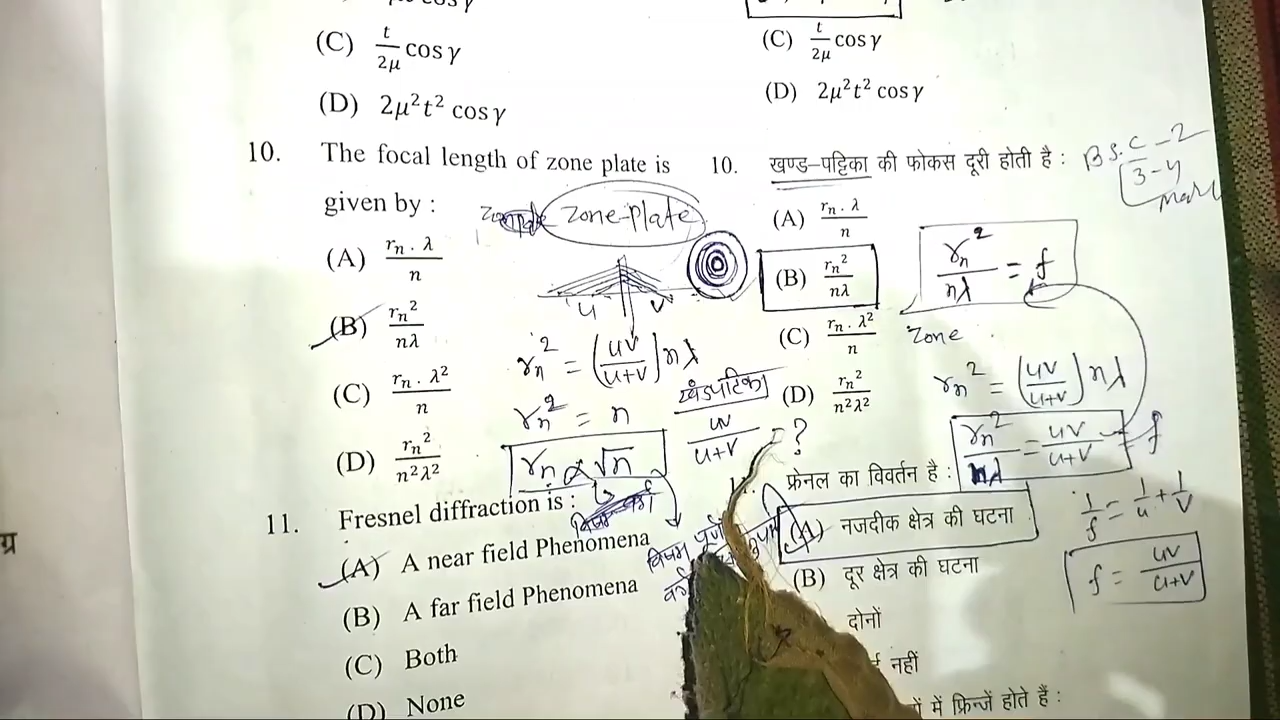 (C) t/2μ cos γ
(D) 2μ²t² cos γ
10. The focal length of zone plate is
given by :
zone-plate
(A) rₙ . λ/n
(B) rₙ²/nλ
(C) rₙ . λ²/n
(D) rₙ²/n²λ²
u v
rₙ² = (uv/u+v) nλ
rₙ² = n
rₙ ∝ √n
11. Fresnel diffraction is :
(A) A near field Phenomena
(B) A far field Phenomena
(C) Both
(D) None
(C) t/2μ cos γ
(D) 2μ²t² cos γ
10. खण्ड-पट्टिका की फोकस दूरी होती है :
(A) rₙ . λ/n
(B) rₙ²/nλ
(C) rₙ . λ²/n
(D) rₙ²/n²λ²
खंडपटिका
uv/u+v = ?
B S.C - 2
3 - 4
rₙ²/nλ = f
zone
rₙ² = (uv/u+v) nλ
rₙ²/nλ = uv/u+v = f
1/f = 1/u + 1/v
f = uv/u+v
फ्रेनल का विवर्तन है :
(A) नजदीक क्षेत्र की घटना
(B) दूर क्षेत्र की घटना
दोनों
नहीं
में फ्रिन्जें होते हैं :
ग्र